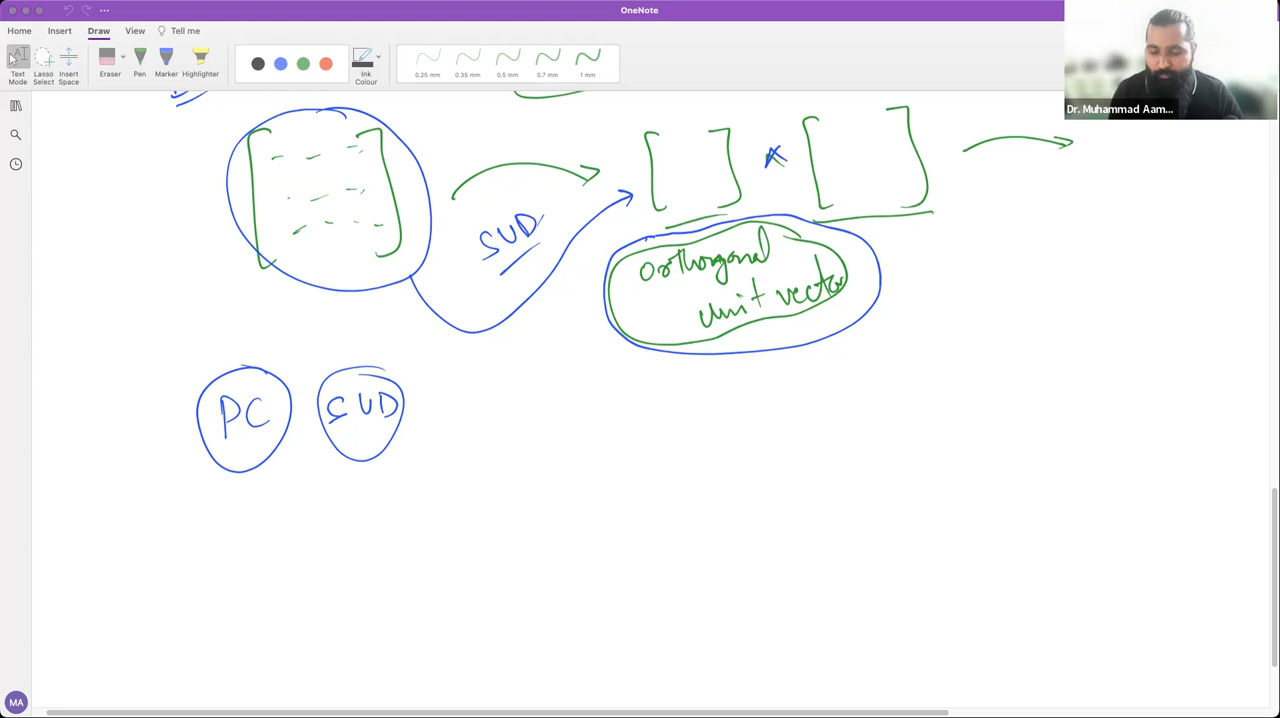 OneNote
Home Insert Draw View Tell me
Text Mode
Lasso Select
Insert Space
Eraser
Pen
Marker
Highlighter
Ink Colour
0.25 mm 0.35 mm 0.5 mm 0.7 mm 1 mm
Dr. Muhammad Aam...
SVD
Orthogonal
unit vector
PC SVD
MA